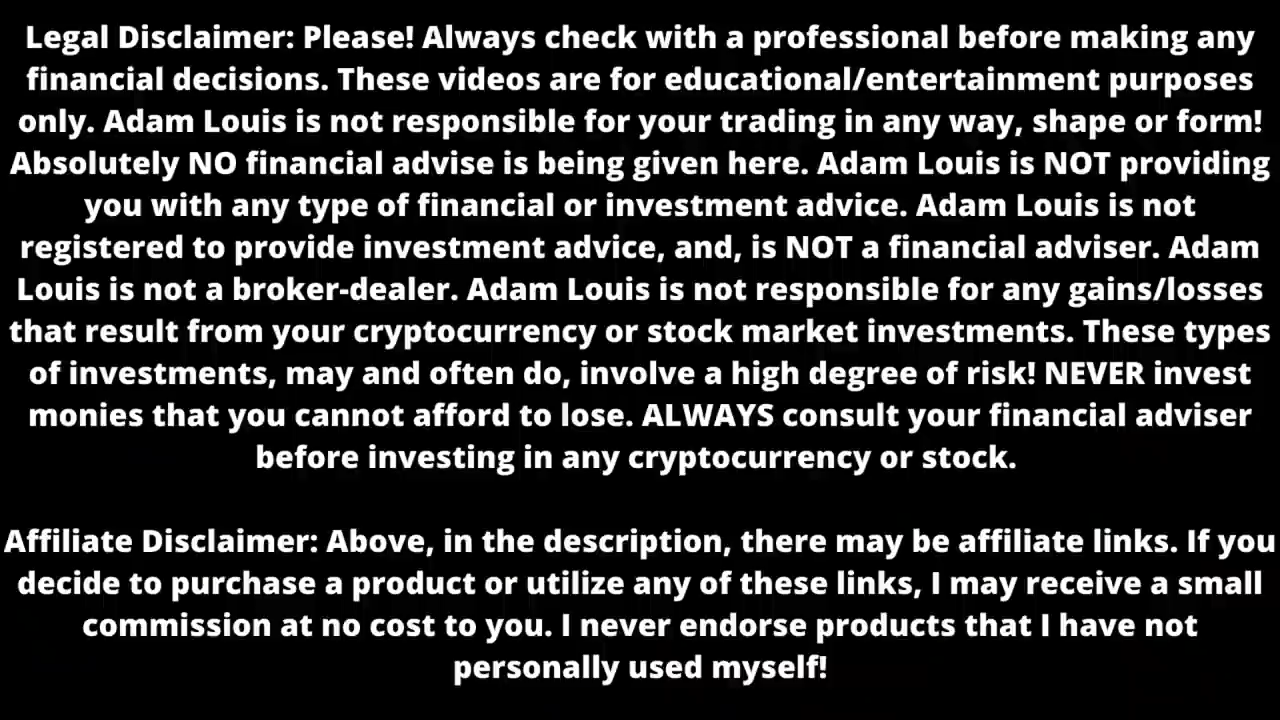 Legal Disclaimer: Please! Always check with a professional before making any
financial decisions. These videos are for educational/entertainment purposes
only. Adam Louis is not responsible for your trading in any way, shape or form!
Absolutely NO financial advise is being given here. Adam Louis is NOT providing
you with any type of financial or investment advice. Adam Louis is not
registered to provide investment advice, and, is NOT a financial adviser. Adam
Louis is not a broker-dealer. Adam Louis is not responsible for any gains/losses
that result from your cryptocurrency or stock market investments. These types
of investments, may and often do, involve a high degree of risk! NEVER invest
monies that you cannot afford to lose. ALWAYS consult your financial adviser
before investing in any cryptocurrency or stock.
Affiliate Disclaimer: Above, in the description, there may be affiliate links. If you
decide to purchase a product or utilize any of these links, I may receive a small
commission at no cost to you. I never endorse products that I have not
personally used myself!